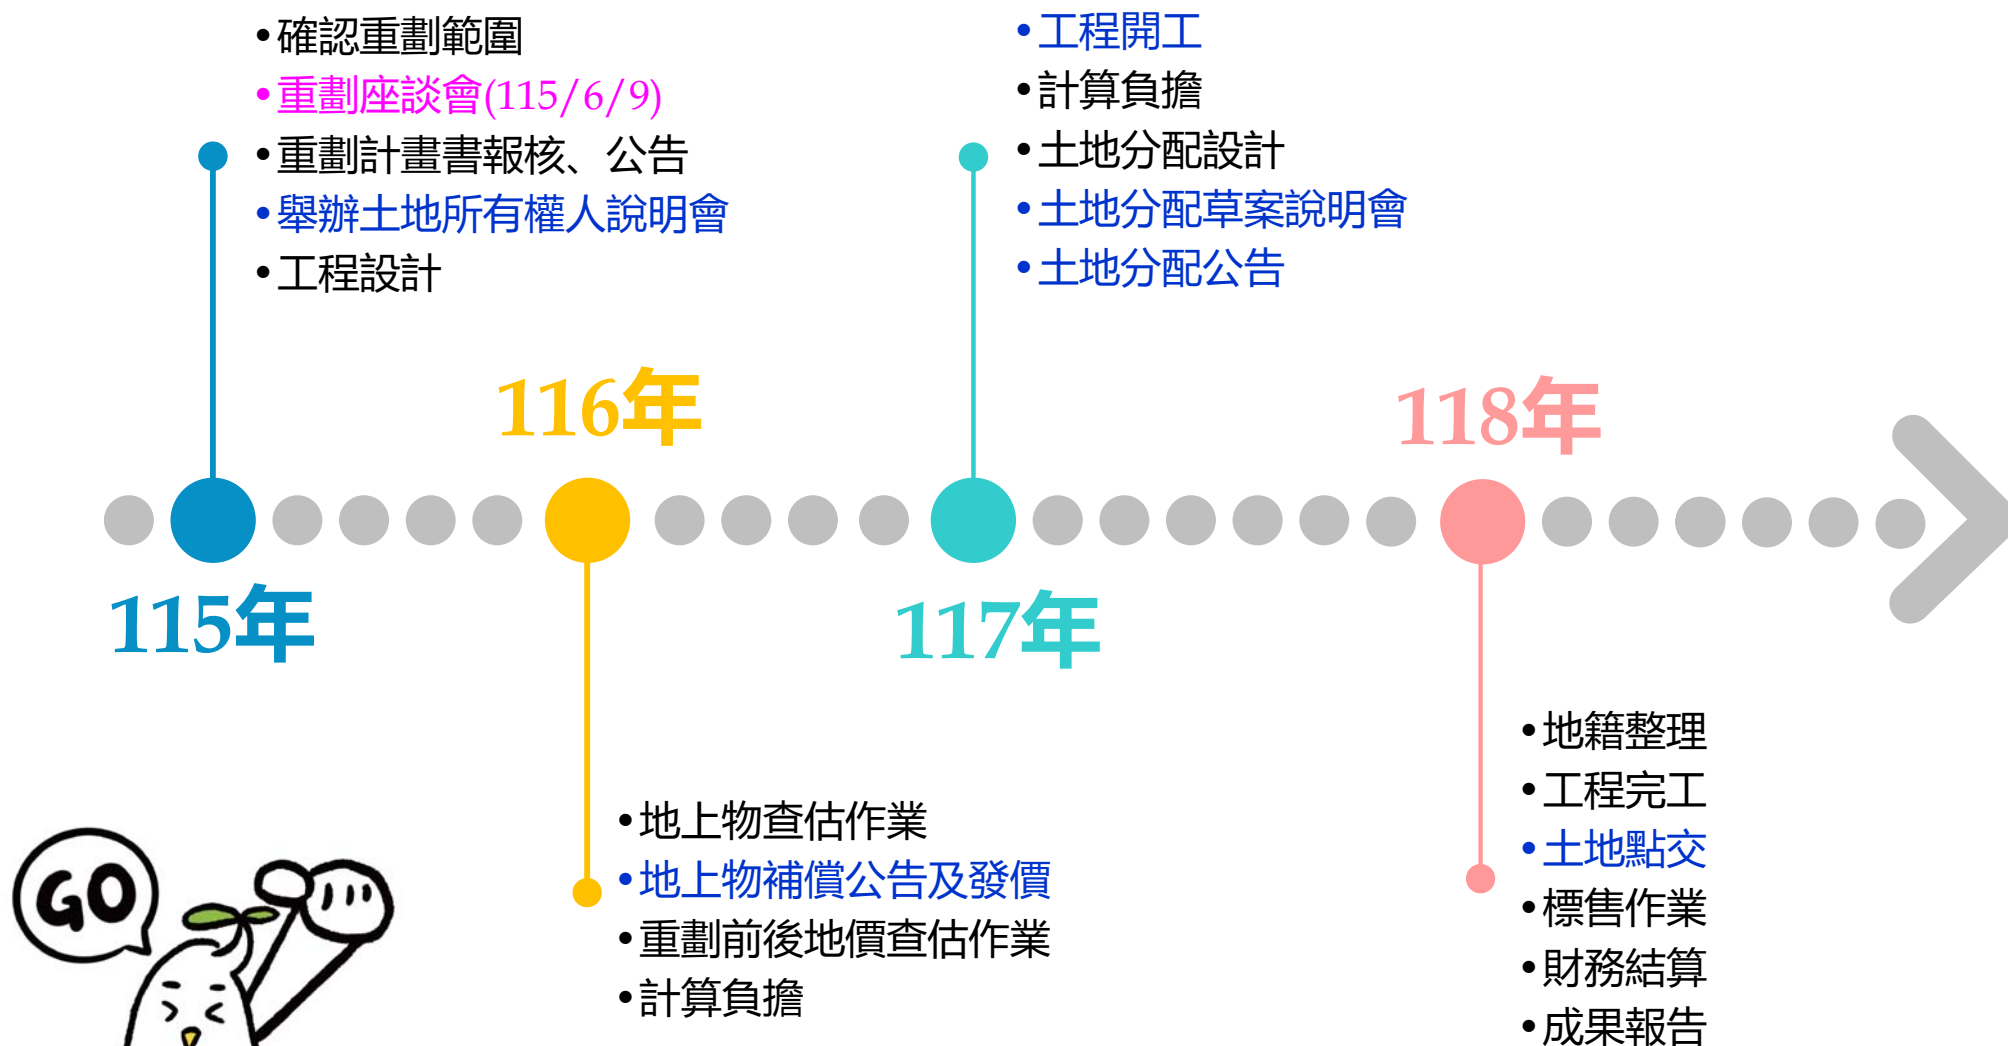 •確認重劃範圍
•重劃座談會(115/6/9)
•重劃計畫書報核、公告
•舉辦土地所有權人說明會
•工程設計
115年
116年
•地上物查估作業
•地上物補償公告及發價
•重劃前後地價查估作業
•計算負擔
•工程開工
•計算負擔
•土地分配設計
•土地分配草案說明會
•土地分配公告
117年
118年
•地籍整理
•工程完工
•土地點交
•標售作業
•財務結算
•成果報告
GO